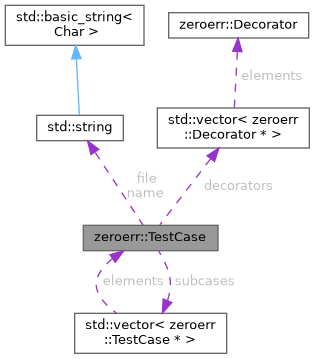 std::basic_string<
Char >
zeroerr::Decorator
elements
std::string
std::vector< zeroerr
::Decorator * >
file
name
decorators
zeroerr::TestCase
elements
subcases
std::vector< zeroerr
::TestCase * >